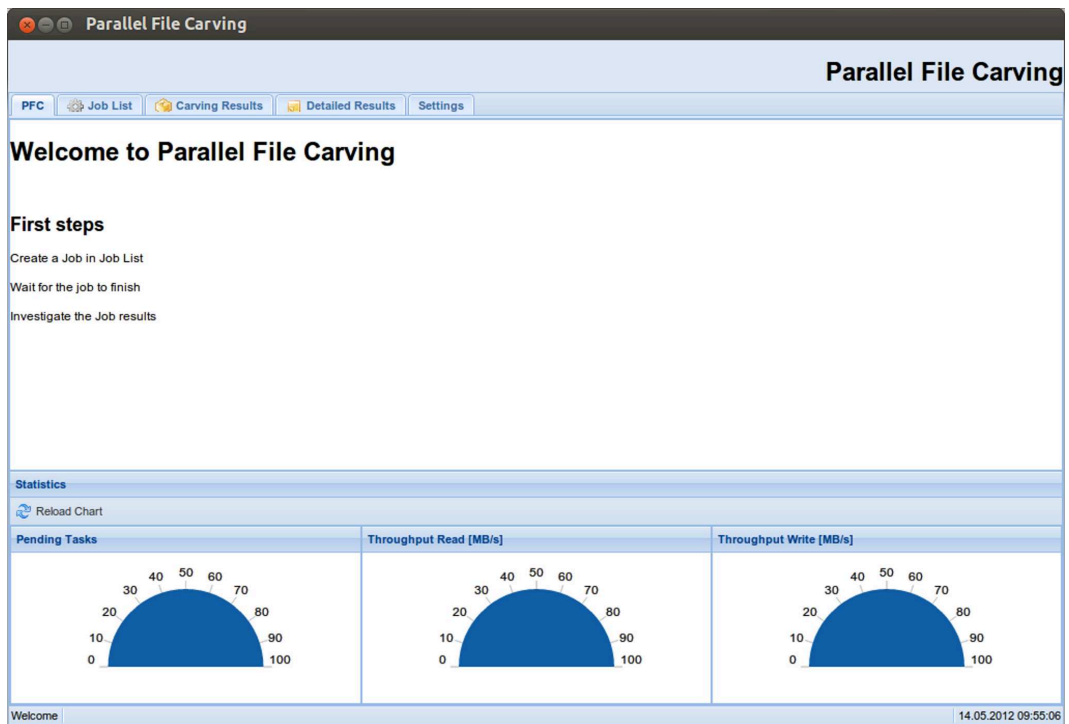 Parallel File Carving
Parallel File Carving
PFC Job List Carving Results Detailed Results Settings
Welcome to Parallel File Carving
First steps
Create a Job in Job List
Wait for the job to finish
Investigate the Job results
Statistics
Reload Chart
Pending Tasks
0 10 20 30 40 50 60 70 80 90 100
Throughput Read [MB/s]
0 10 20 30 40 50 60 70 80 90 100
Throughput Write [MB/s]
0 10 20 30 40 50 60 70 80 90 100
Welcome 14.05.2012 09:55:06